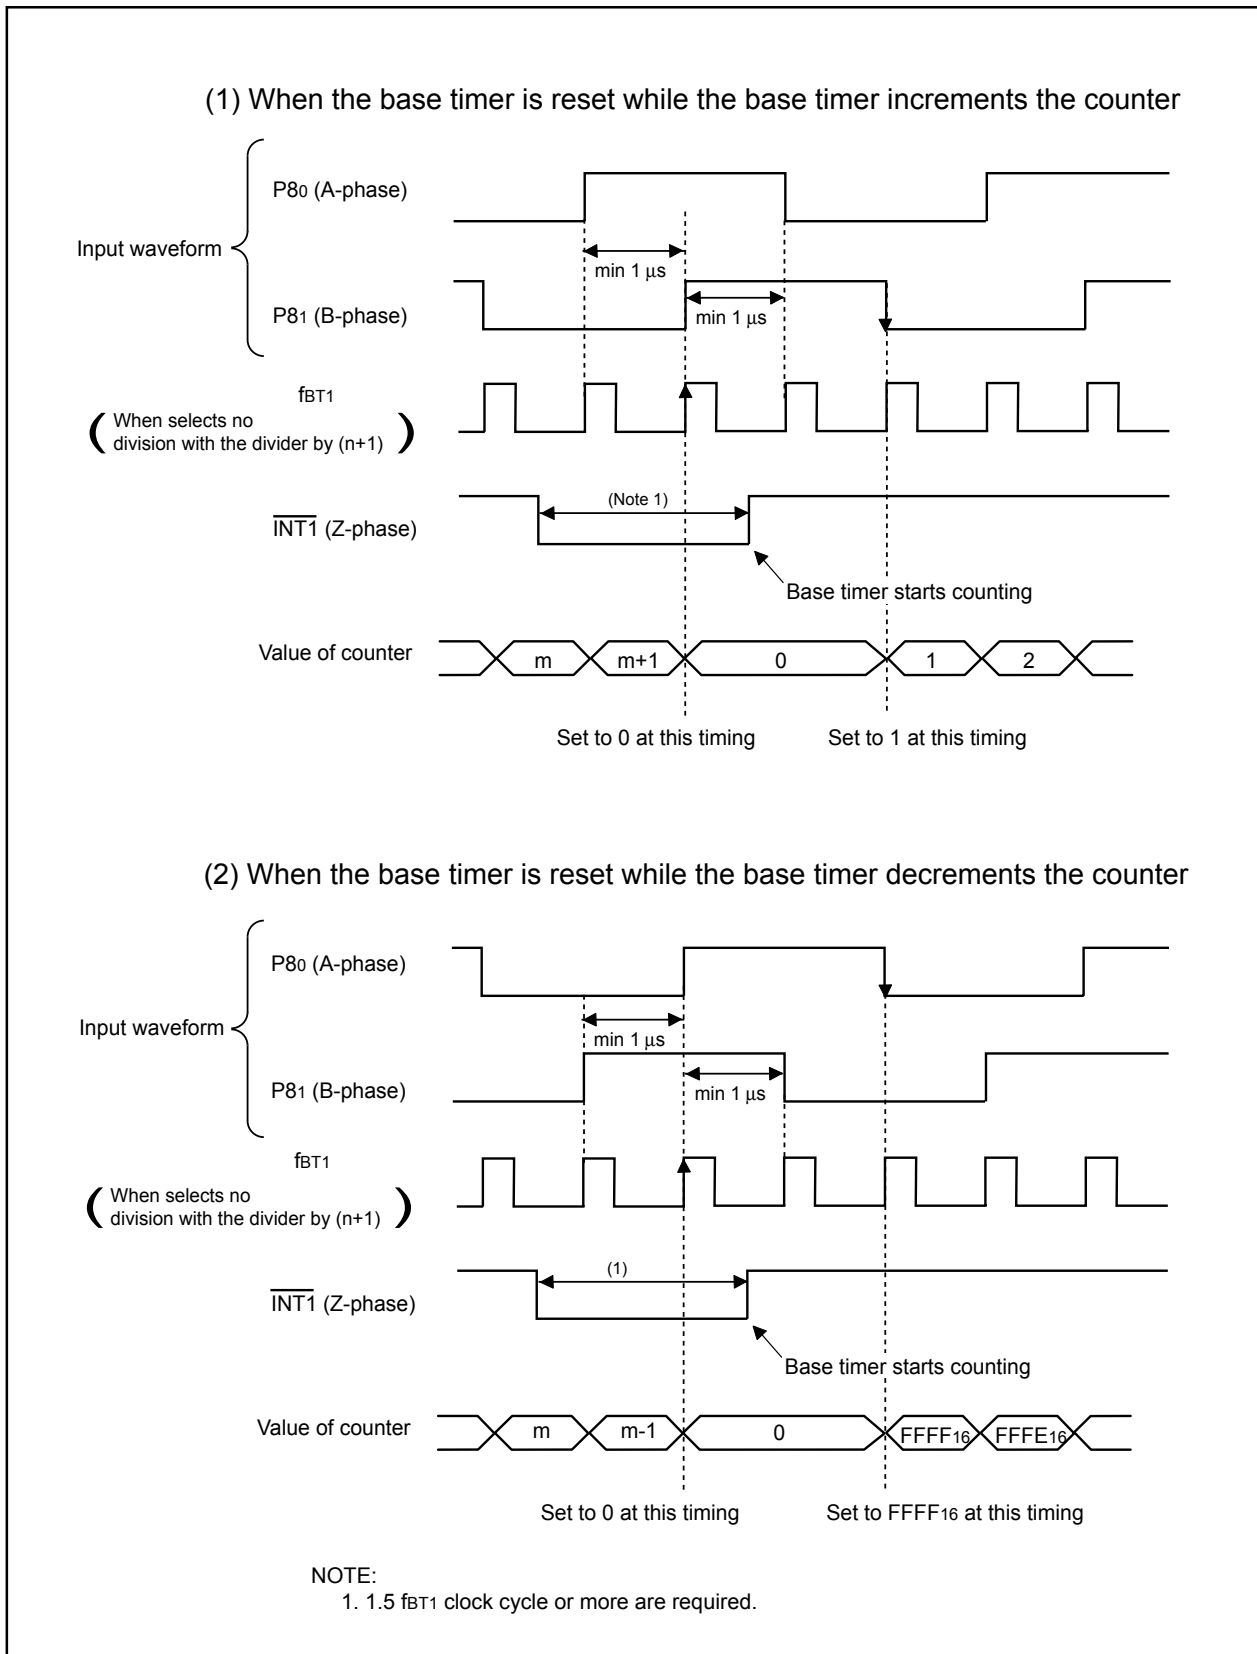 (1) When the base timer is reset while the base timer increments the counter
P80 (A-phase)
Input waveform
min 1 μs
P81 (B-phase)
min 1 μs
fBT1
( When selects no
division with the divider by (n+1) )
(Note 1)
INT1 (Z-phase)
Base timer starts counting
Value of counter
m
m+1
0
1
2
Set to 0 at this timing
Set to 1 at this timing
(2) When the base timer is reset while the base timer decrements the counter
P80 (A-phase)
Input waveform
min 1 μs
P81 (B-phase)
min 1 μs
fBT1
( When selects no
division with the divider by (n+1) )
(1)
INT1 (Z-phase)
Base timer starts counting
Value of counter
m
m-1
0
FFFF16
FFFE16
Set to 0 at this timing
Set to FFFF16 at this timing
NOTE:
1. 1.5 fBT1 clock cycle or more are required.